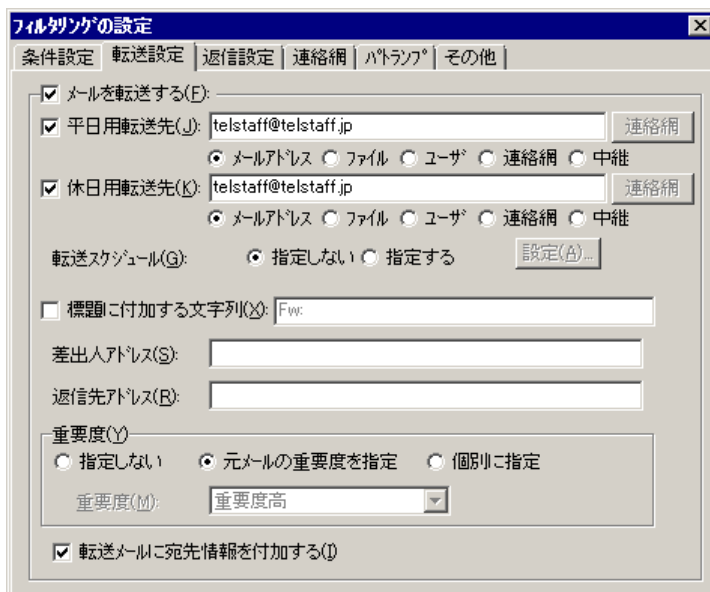 フィルタリングの設定
条件設定 転送設定 返信設定 連絡網 パトランプ その他
メールを転送する(F):
平日用転送先(J): telstaff@telstaff.jp 連絡網
メールアドレス ファイル ユーザ 連絡網 中継
休日用転送先(K): telstaff@telstaff.jp 連絡網
メールアドレス ファイル ユーザ 連絡網 中継
転送スケジュール(G): 指定しない 指定する 設定(A)...
標題に付加する文字列(X): Fw:
差出人アドレス(S):
返信先アドレス(R):
重要度(Y)
指定しない 元メールの重要度を指定 個別に指定
重要度(M): 重要度高
転送メールに宛先情報を付加する(I)